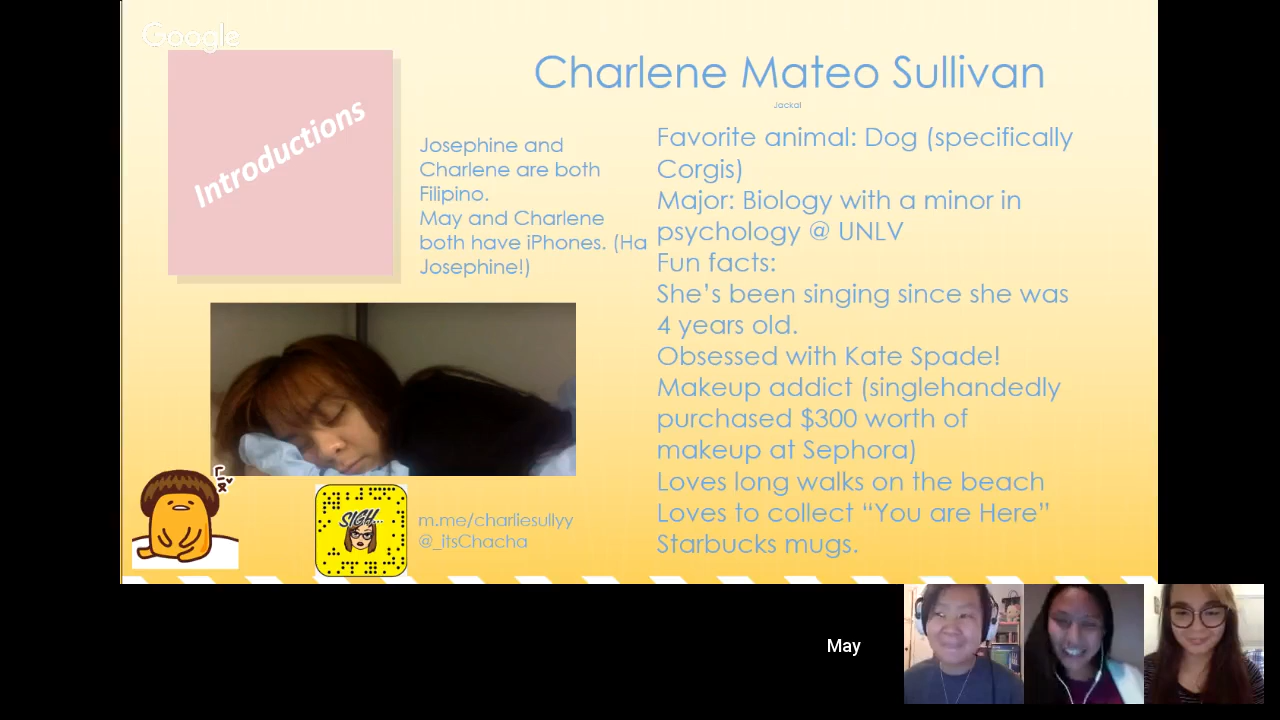 Google
Introductions
Charlene Mateo Sullivan
Jackal
Josephine and
Charlene are both
Filipino.
May and Charlene
both have iPhones. (Ha
Josephine!)
Favorite animal: Dog (specifically
Corgis)
Major: Biology with a minor in
psychology @ UNLV
Fun facts:
She’s been singing since she was
4 years old.
Obsessed with Kate Spade!
Makeup addict (singlehandedly
purchased $300 worth of
makeup at Sephora)
Loves long walks on the beach
Loves to collect “You are Here”
Starbucks mugs.
SIGH...
m.me/charliesullyy
@_itsChacha
May